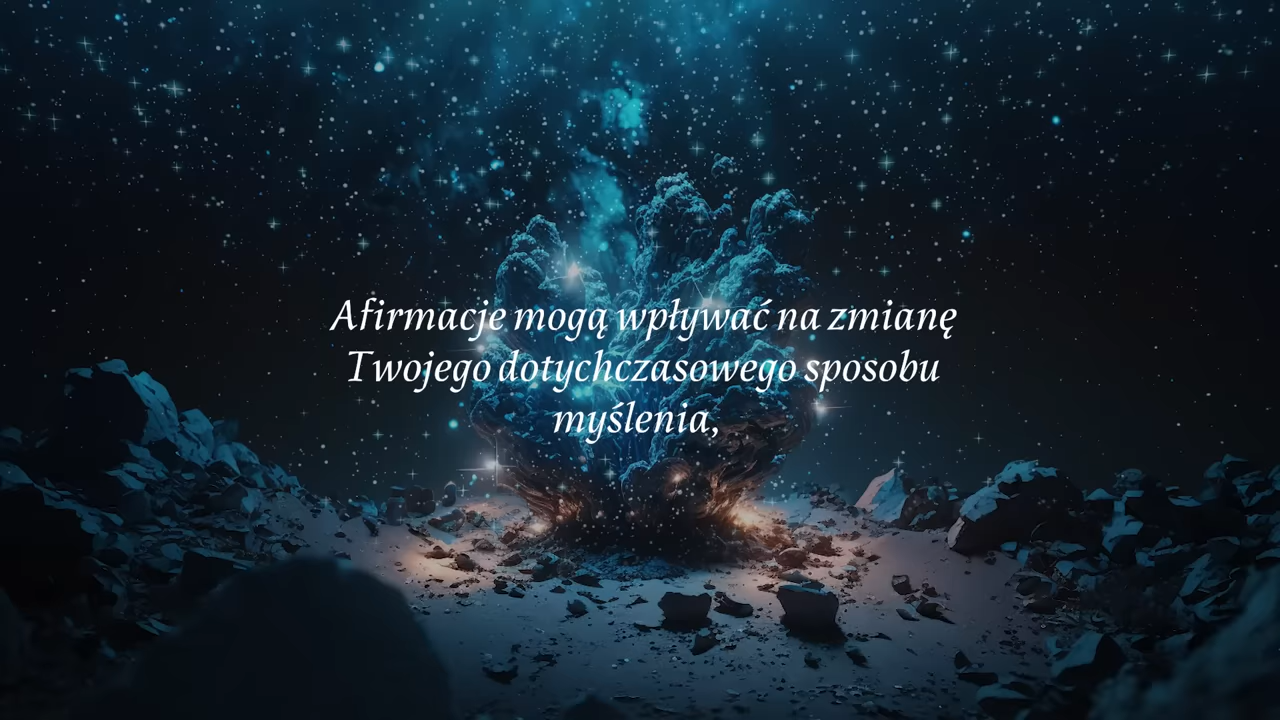 Afirmacje mogą wpływać na zmianę
Twojego dotychczasowego sposobu
myślenia,